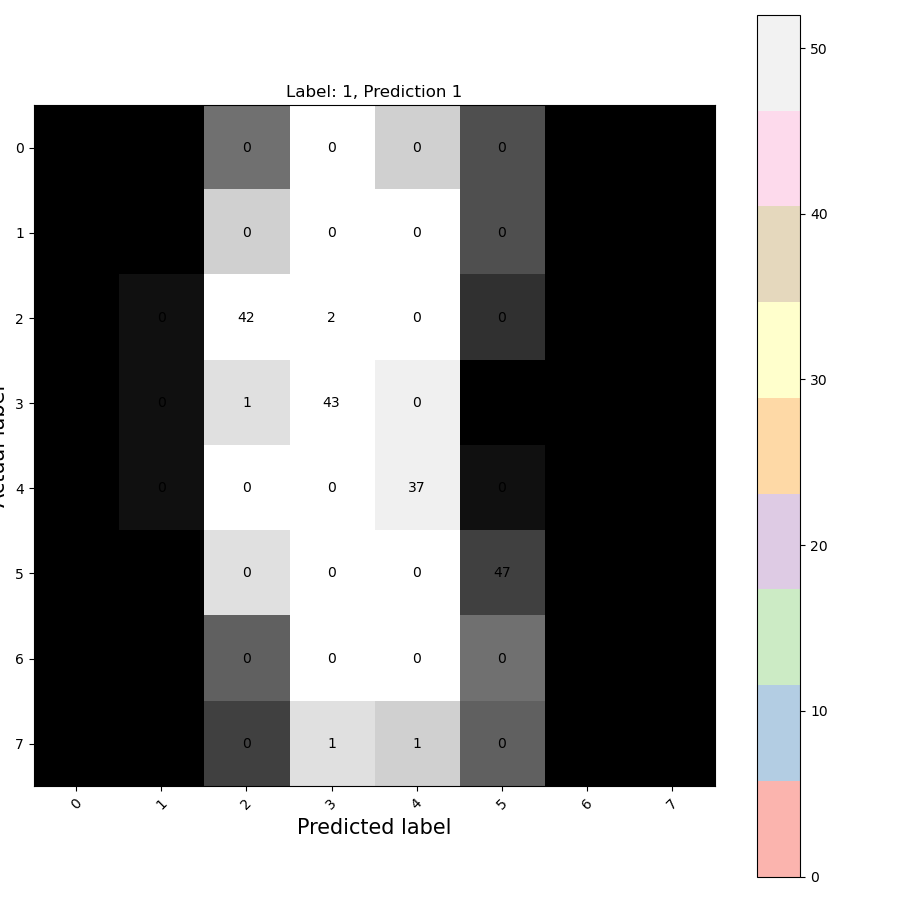 Label: 1, Prediction 1
0 0 0 0 0
1 0 0 0 0
2 0 42 2 0 0
3 0 1 43 0
4 0 0 0 37 0
5 0 0 0 47
6 0 0 0 0
7 0 1 1 0
0 1 2 3 4 5 6 7
Predicted label
Actual label
50
40
30
20
10
0